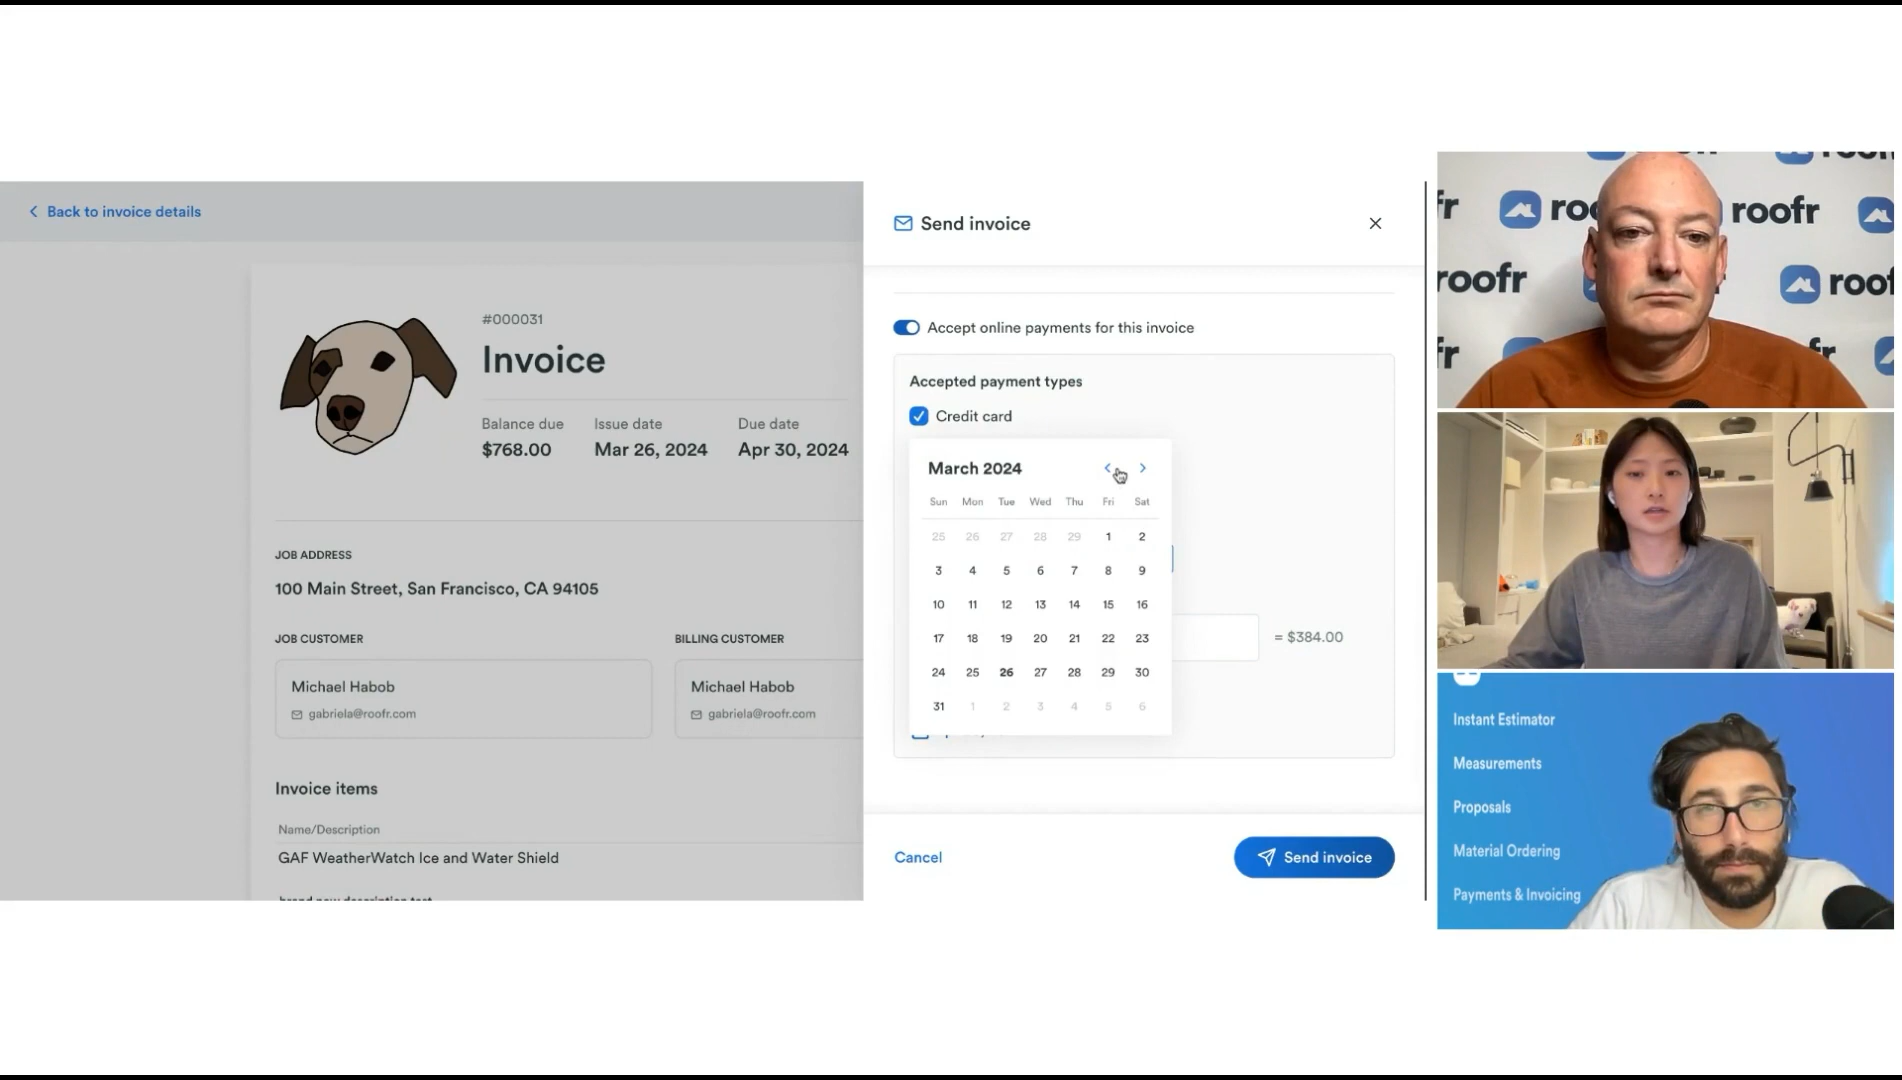 Back to invoice details
#000031
Invoice
Balance due Issue date Due date
$768.00 Mar 26, 2024 Apr 30, 2024
JOB ADDRESS
100 Main Street, San Francisco, CA 94105
JOB CUSTOMER BILLING CUSTOMER
Michael Habob Michael Habob
gabriela@roofr.com gabriela@roofr.com
Invoice items
Name/Description
GAF WeatherWatch Ice and Water Shield
brand new description test
Send invoice
Accept online payments for this invoice
Accepted payment types
Credit card
March 2024
Sun Mon Tue Wed Thu Fri Sat
25 26 27 28 29 1 2
3 4 5 6 7 8 9
10 11 12 13 14 15 16
17 18 19 20 21 22 23
24 25 26 27 28 29 30
31 1 2 3 4 5 6
= $384.00
Cancel Send invoice
roofr
roofr
Instant Estimator
Measurements
Proposals
Material Ordering
Payments & Invoicing